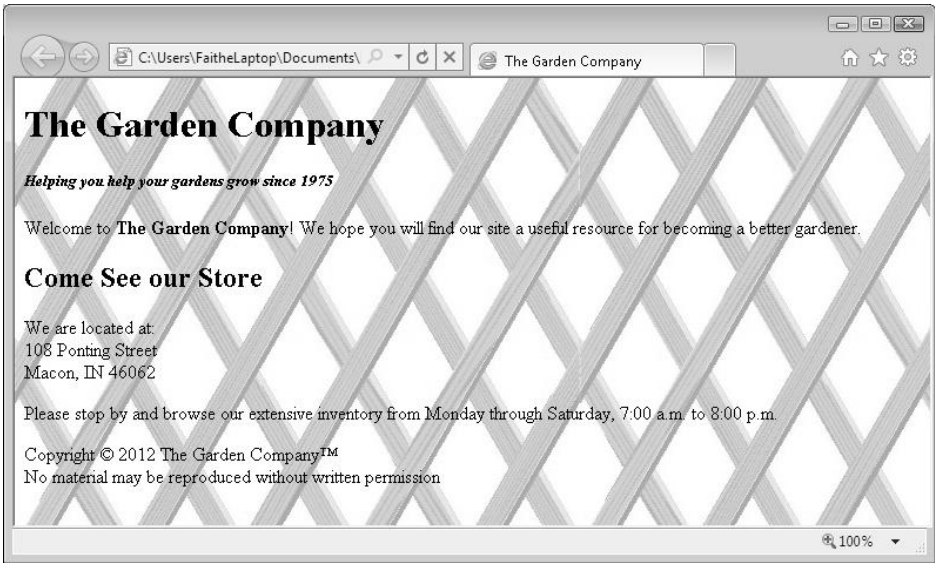 C:\Users\FaitheLaptop\Documents\
The Garden Company
The Garden Company
Helping you help your gardens grow since 1975
Welcome to The Garden Company! We hope you will find our site a useful resource for becoming a better gardener.
Come See our Store
We are located at:
108 Ponting Street
Macon, IN 46062
Please stop by and browse our extensive inventory from Monday through Saturday, 7:00 a.m. to 8:00 p.m.
Copyright © 2012 The Garden Company™
No material may be reproduced without written permission
100%